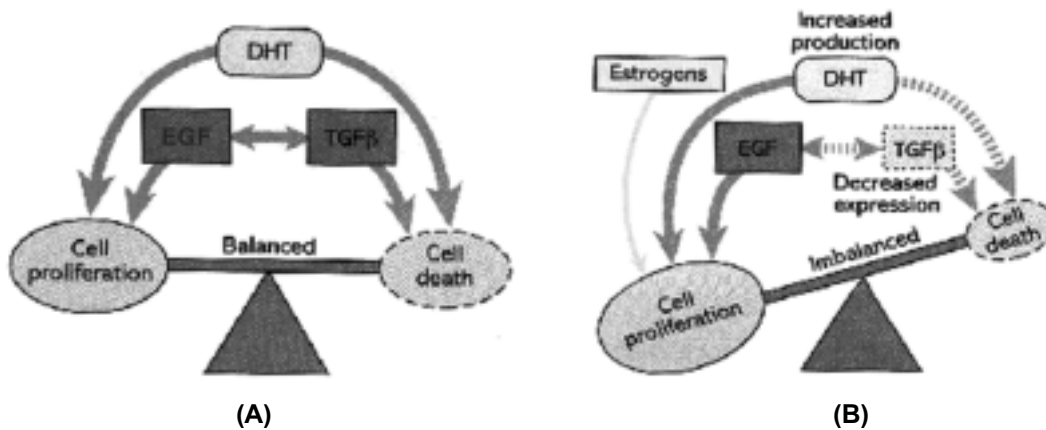 DHT
EGF
TGFβ
Cell
proliferation
Balanced
Cell
death
(A)
Increased
production
Estrogens
DHT
EGF
TGFβ
Decreased
expression
Cell
death
Imbalanced
Cell
proliferation
(B)